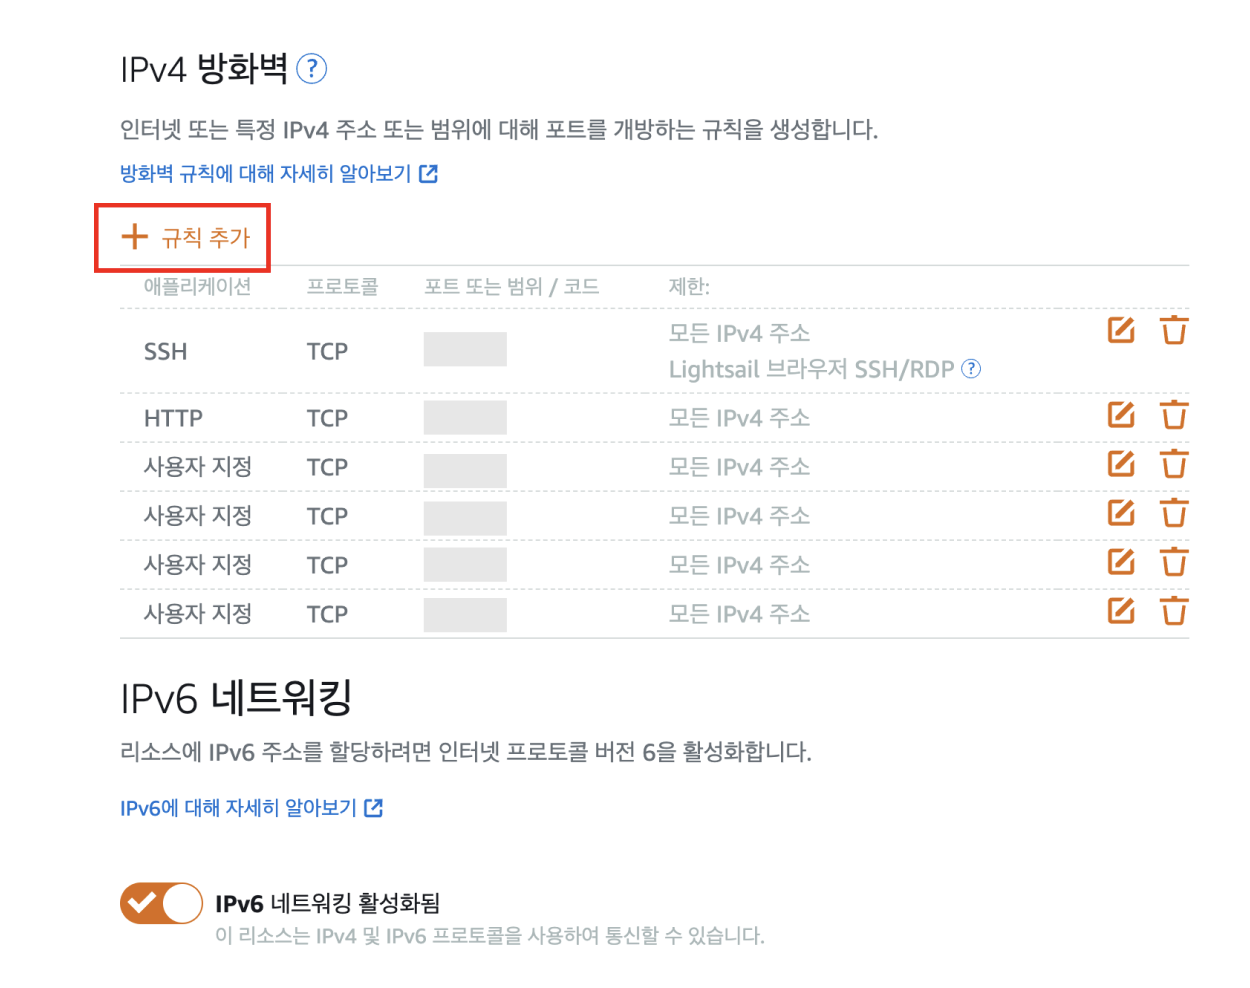 IPv4 방화벽 ?
인터넷 또는 특정 IPv4 주소 또는 범위에 대해 포트를 개방하는 규칙을 생성합니다.
방화벽 규칙에 대해 자세히 알아보기
+ 규칙 추가
애플리케이션 프로토콜 포트 또는 범위 / 코드 제한:
SSH TCP 모든 IPv4 주소
Lightsail 브라우저 SSH/RDP ?
HTTP TCP 모든 IPv4 주소
사용자 지정 TCP 모든 IPv4 주소
사용자 지정 TCP 모든 IPv4 주소
사용자 지정 TCP 모든 IPv4 주소
사용자 지정 TCP 모든 IPv4 주소
IPv6 네트워킹
리소스에 IPv6 주소를 할당하려면 인터넷 프로토콜 버전 6을 활성화합니다.
IPv6에 대해 자세히 알아보기
IPv6 네트워킹 활성화됨
이 리소스는 IPv4 및 IPv6 프로토콜을 사용하여 통신할 수 있습니다.